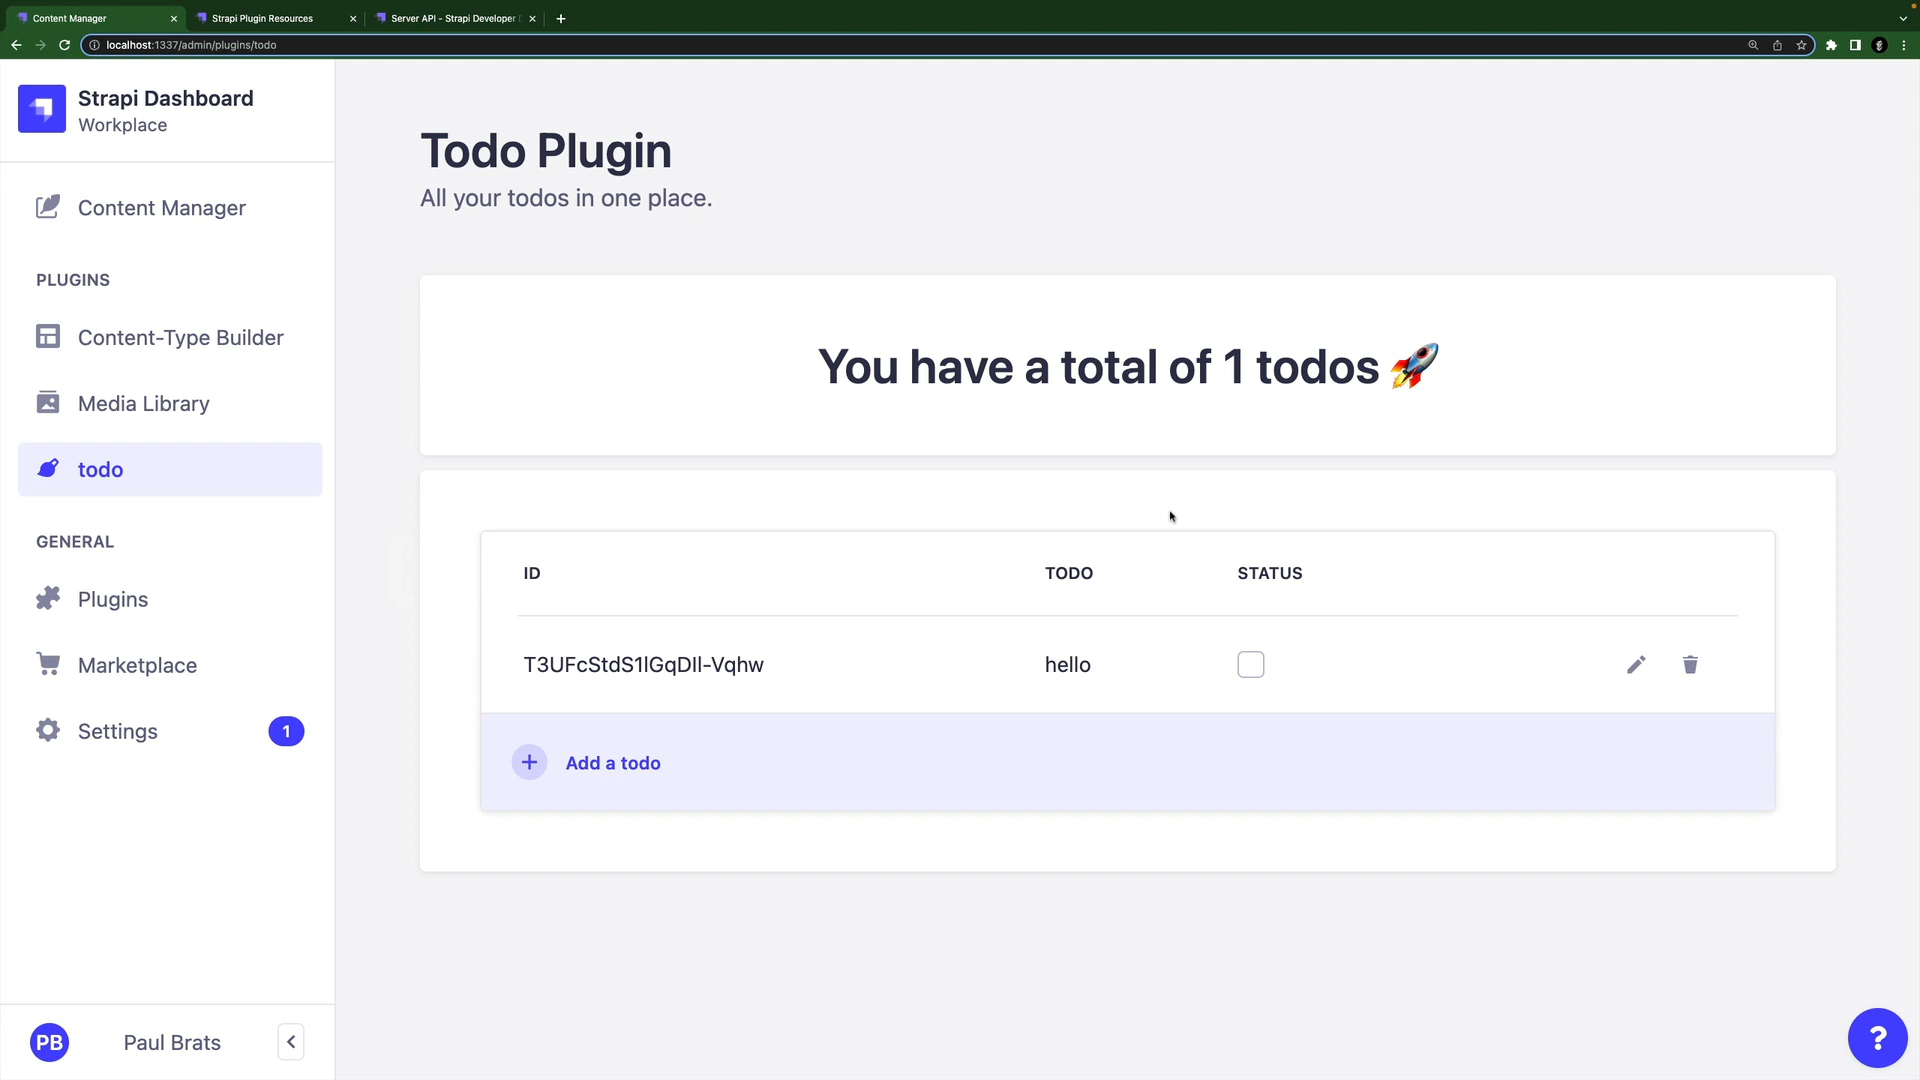 Content Manager
Strapi Plugin Resources
Server API - Strapi Developer
localhost:1337/admin/plugins/todo
Strapi Dashboard
Workplace
Content Manager
PLUGINS
Content-Type Builder
Media Library
todo
GENERAL
Plugins
Marketplace
Settings
1
PB
Paul Brats
Todo Plugin
All your todos in one place.
You have a total of 1 todos 🚀
ID TODO STATUS
T3UFcStdS1lGqDIl-Vqhw hello
+ Add a todo
?